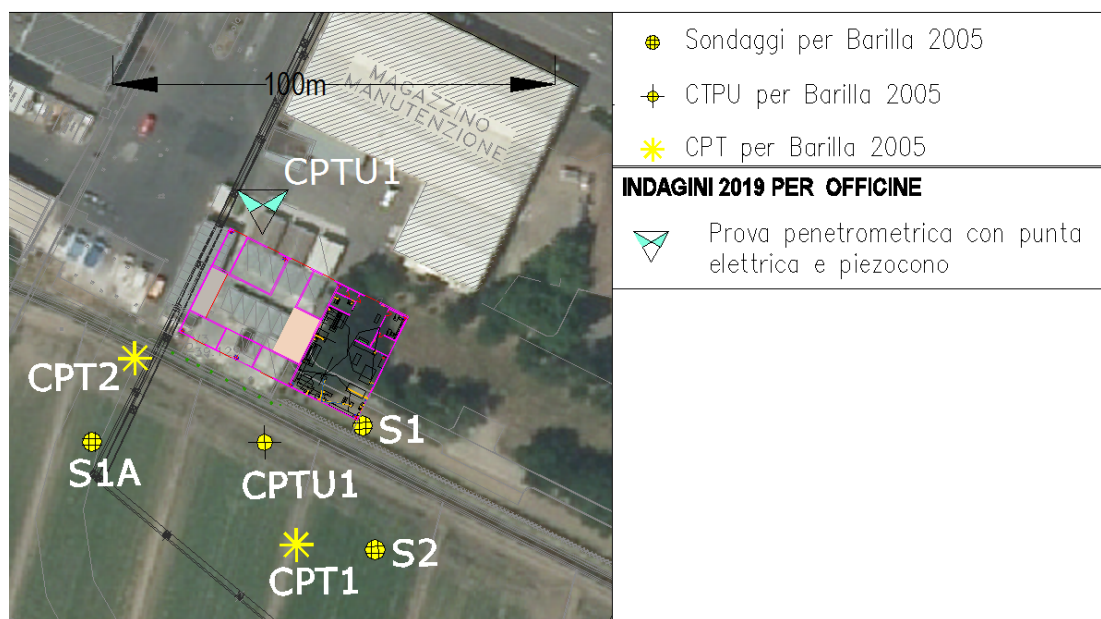 100m
MAGAZZINO
MANUTENZIONE
CPTU1
CPT2
S1
S1A
CPTU1
S2
CPT1
Sondaggi per Barilla 2005
CTPU per Barilla 2005
CPT per Barilla 2005
INDAGINI 2019 PER OFFICINE
Prova penetrometrica con punta
elettrica e piezocono